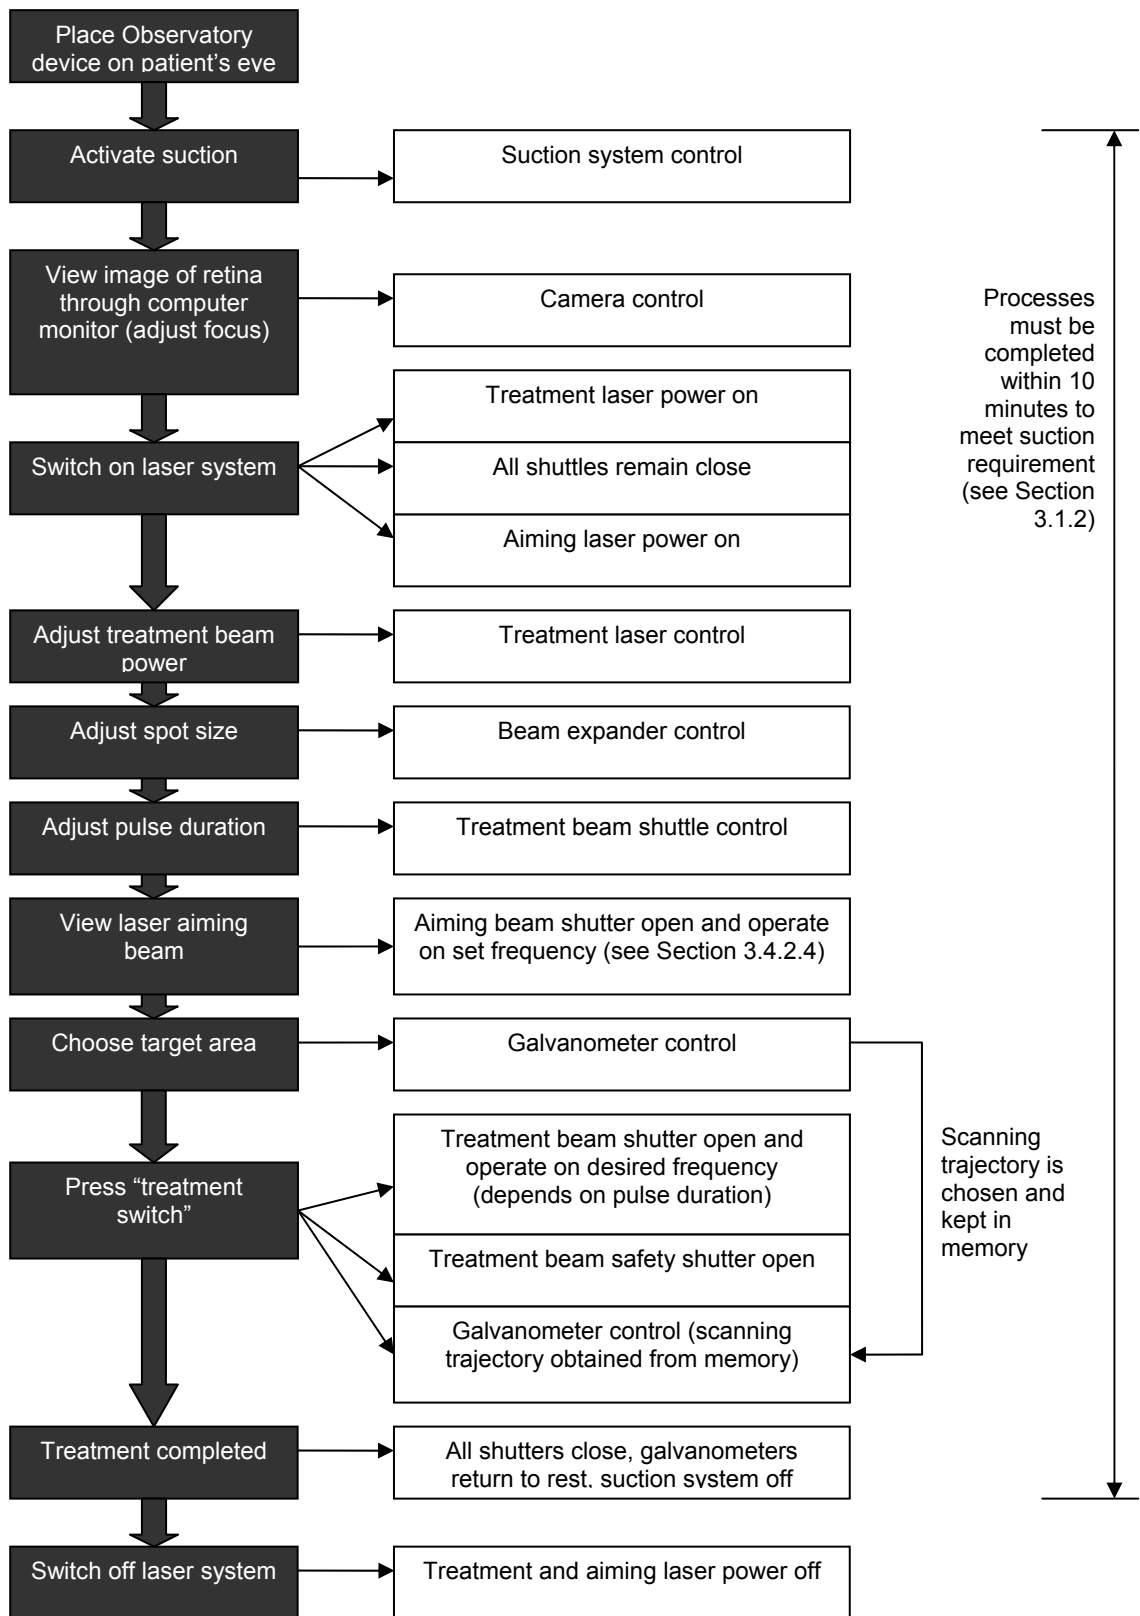 Place Observatory
device on patient’s eye
Activate suction
Suction system control
View image of retina
through computer
monitor (adjust focus)
Camera control
Processes
must be
completed
within 10
minutes to
meet suction
requirement
(see Section
3.1.2)
Switch on laser system
Treatment laser power on
All shuttles remain close
Aiming laser power on
Adjust treatment beam
power
Treatment laser control
Adjust spot size
Beam expander control
Adjust pulse duration
Treatment beam shuttle control
View laser aiming
beam
Aiming beam shutter open and operate
on set frequency (see Section 3.4.2.4)
Choose target area
Galvanometer control
Scanning
trajectory is
chosen and
kept in
memory
Press “treatment
switch”
Treatment beam shutter open and
operate on desired frequency
(depends on pulse duration)
Treatment beam safety shutter open
Galvanometer control (scanning
trajectory obtained from memory)
Treatment completed
All shutters close, galvanometers
return to rest, suction system off
Switch off laser system
Treatment and aiming laser power off